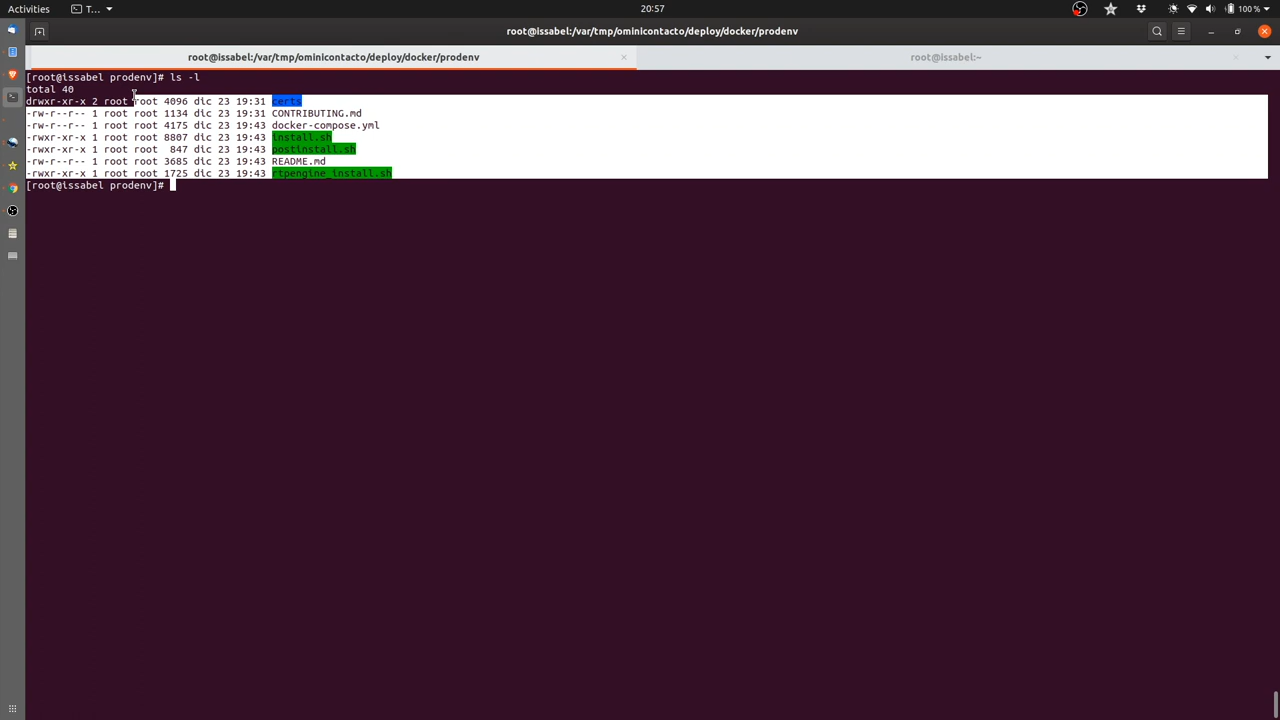 Activities T... 20:57 100 %
root@issabel:/var/tmp/ominicontacto/deploy/docker/prodenv
root@issabel:/var/tmp/ominicontacto/deploy/docker/prodenv root@issabel:~
[root@issabel prodenv]# ls -l
total 40
drwxr-xr-x 2 root root 4096 dic 23 19:31 certs
-rw-r--r-- 1 root root 1134 dic 23 19:31 CONTRIBUTING.md
-rw-r--r-- 1 root root 4175 dic 23 19:43 docker-compose.yml
-rwxr-xr-x 1 root root 8807 dic 23 19:43 install.sh
-rwxr-xr-x 1 root root  847 dic 23 19:43 postinstall.sh
-rw-r--r-- 1 root root 3685 dic 23 19:43 README.md
-rwxr-xr-x 1 root root 1725 dic 23 19:43 rtpengine_install.sh
[root@issabel prodenv]#